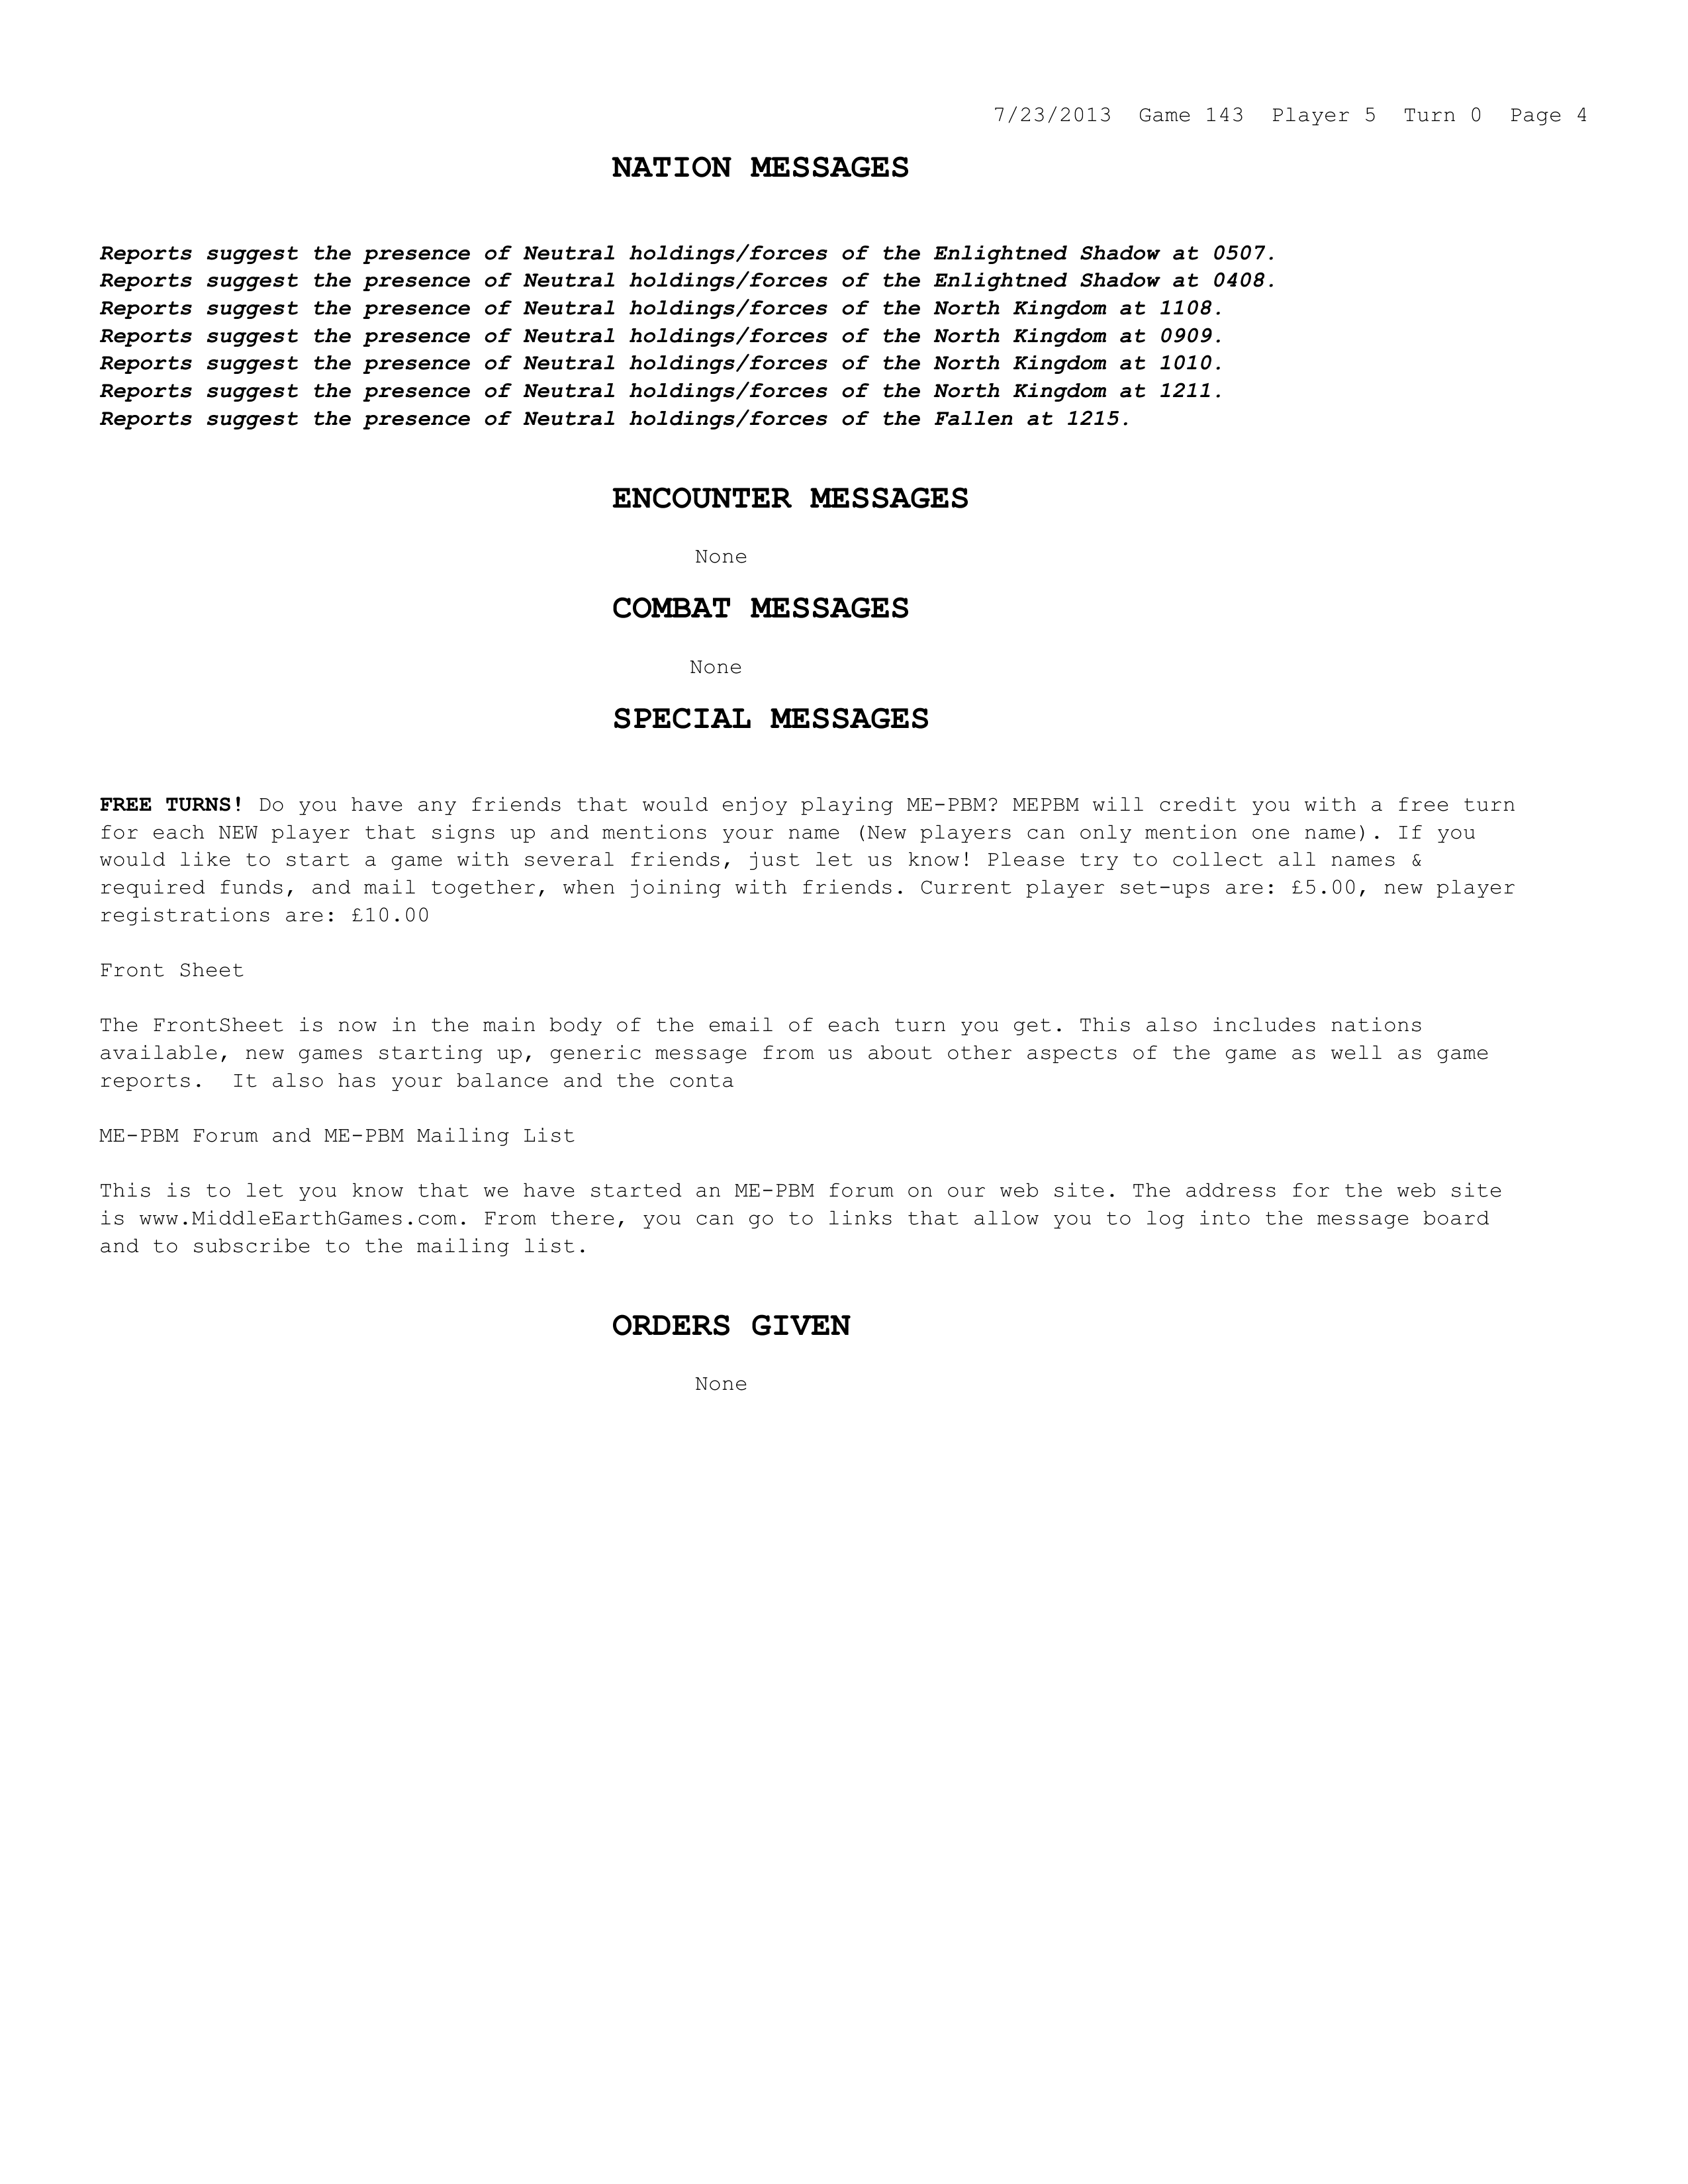 7/23/2013  Game 143  Player 5  Turn 0  Page 4
NATION MESSAGES
Reports suggest the presence of Neutral holdings/forces of the Enlightned Shadow at 0507.
Reports suggest the presence of Neutral holdings/forces of the Enlightned Shadow at 0408.
Reports suggest the presence of Neutral holdings/forces of the North Kingdom at 1108.
Reports suggest the presence of Neutral holdings/forces of the North Kingdom at 0909.
Reports suggest the presence of Neutral holdings/forces of the North Kingdom at 1010.
Reports suggest the presence of Neutral holdings/forces of the North Kingdom at 1211.
Reports suggest the presence of Neutral holdings/forces of the Fallen at 1215.
ENCOUNTER MESSAGES
None
COMBAT MESSAGES
None
SPECIAL MESSAGES
FREE TURNS! Do you have any friends that would enjoy playing ME-PBM? MEPBM will credit you with a free turn
for each NEW player that signs up and mentions your name (New players can only mention one name). If you
would like to start a game with several friends, just let us know! Please try to collect all names &
required funds, and mail together, when joining with friends. Current player set-ups are: £5.00, new player
registrations are: £10.00
Front Sheet
The FrontSheet is now in the main body of the email of each turn you get. This also includes nations
available, new games starting up, generic message from us about other aspects of the game as well as game
reports.  It also has your balance and the conta
ME-PBM Forum and ME-PBM Mailing List
This is to let you know that we have started an ME-PBM forum on our web site. The address for the web site
is www.MiddleEarthGames.com. From there, you can go to links that allow you to log into the message board
and to subscribe to the mailing list.
ORDERS GIVEN
None